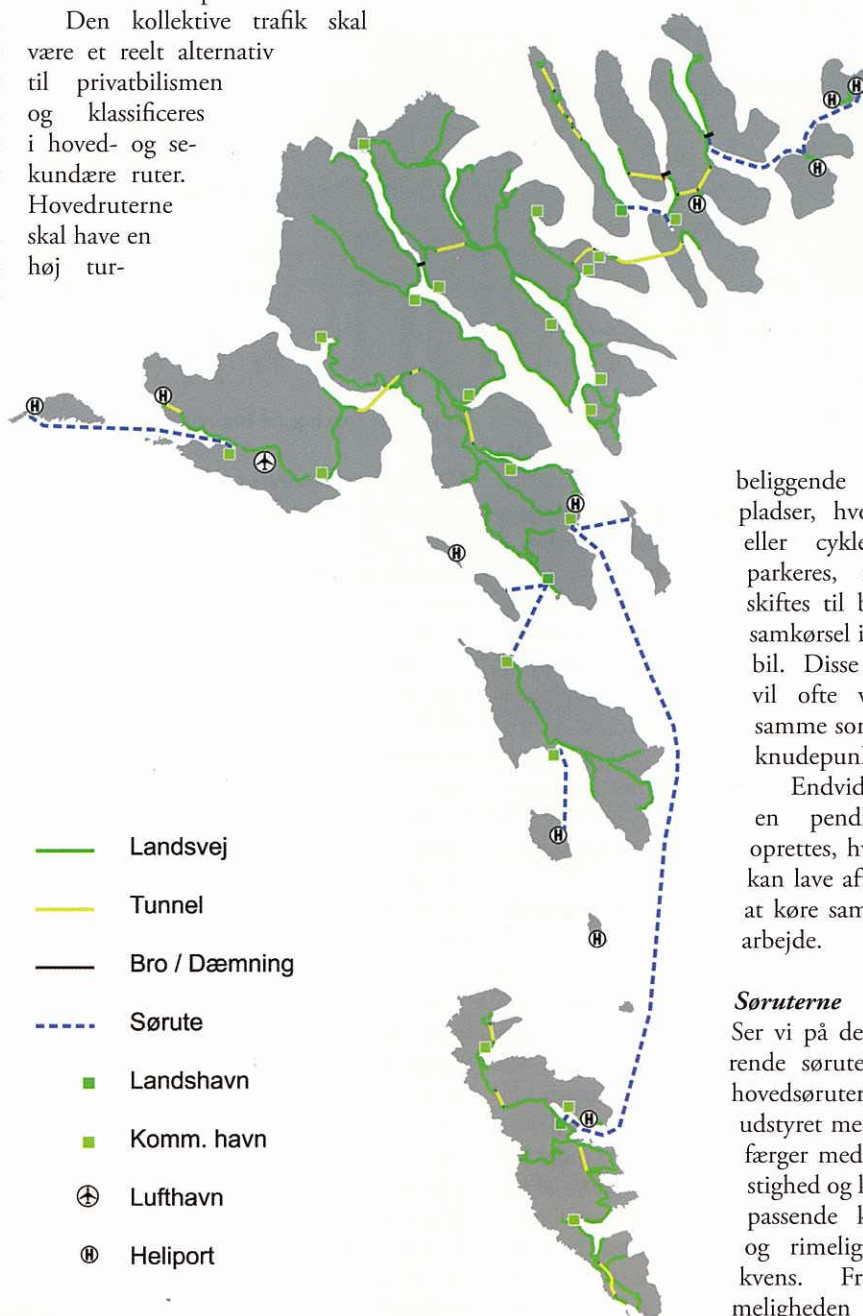 Den kollektive trafik skal
være et reelt alternativ
til privatbilismen
og klassificeres
i hoved- og se-
kundære ruter.
Hovedruterne
skal have en
høj tur-
beliggende
pladser, hvo
eller cykle
parkeres,
skiftes til b
samkørsel i
bil. Disse
vil ofte v
samme som
knudepunk
Endvid
en pend
oprettes, hv
kan lave af
at køre sam
arbejde.
Søruterne
Ser vi på de
rende sørute
hovedsøruter
udstyret me
færger med
stighed og k
passende k
og rimelig
kvens. Fr
meligheden
Landsvej
Tunnel
Bro / Dæmning
Sørute
Landshavn
Komm. havn
Lufthavn
H Heliport